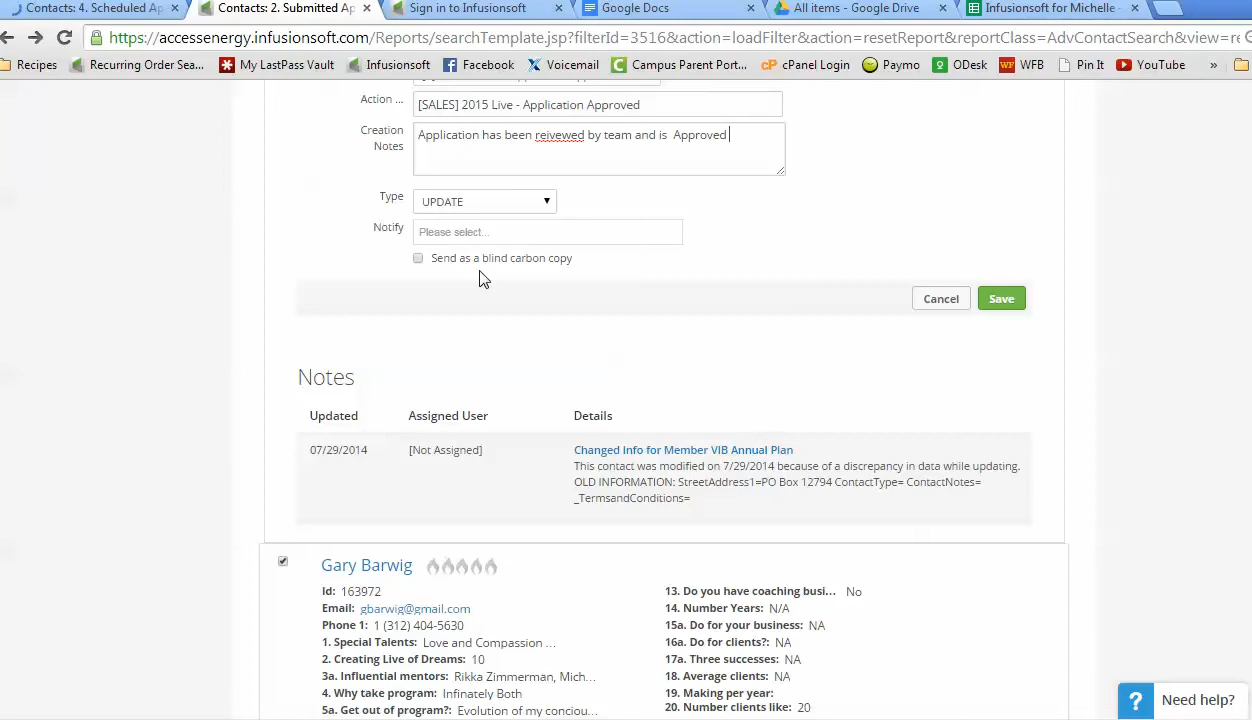 Contacts: 4. Scheduled Ap × Contacts: 2. Submitted Ap × Sign in to Infusionsoft × Google Docs × All items - Google Drive × Infusionsoft for Michelle - ×
https://accessenergy.infusionsoft.com/Reports/searchTemplate.jsp?filterId=3516&action=loadFilter&action=resetReport&reportClass=AdvContactSearch&view=re
Recipes Recurring Order Sea... My LastPass Vault Infusionsoft Facebook Voicemail Campus Parent Port... cPanel Login Paymo ODesk WFB Pin It YouTube »
Action ... [SALES] 2015 Live - Application Approved
Creation Notes Application has been reivewed by team and is  Approved
Type UPDATE
Notify Please select...
Send as a blind carbon copy
Cancel Save
Notes
Updated Assigned User Details
07/29/2014 [Not Assigned] Changed Info for Member VIB Annual Plan
This contact was modified on 7/29/2014 because of a discrepancy in data while updating.
OLD INFORMATION: StreetAddress1=PO Box 12794 ContactType= ContactNotes=
_TermsandConditions=
Gary Barwig
Id: 163972 13. Do you have coaching busi... No
Email: gbarwig@gmail.com 14. Number Years: N/A
Phone 1: 1 (312) 404-5630 15a. Do for your business: NA
1. Special Talents: Love and Compassion ... 16a. Do for clients?: NA
2. Creating Live of Dreams: 10 17a. Three successes: NA
3a. Influential mentors: Rikka Zimmerman, Mich... 18. Average clients: NA
4. Why take program: Infinately Both 19. Making per year:
5a. Get out of program?: Evolution of my conciou... 20. Number clients like: 20
? Need help?